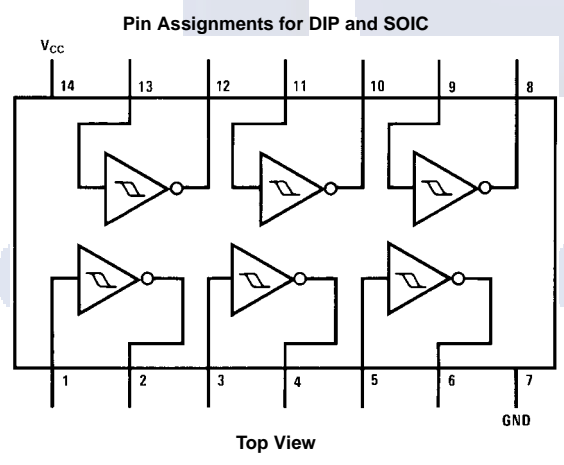 Pin Assignments for DIP and SOIC
VCC
14 13 12 11 10 9 8
1 2 3 4 5 6 7
GND
Top View